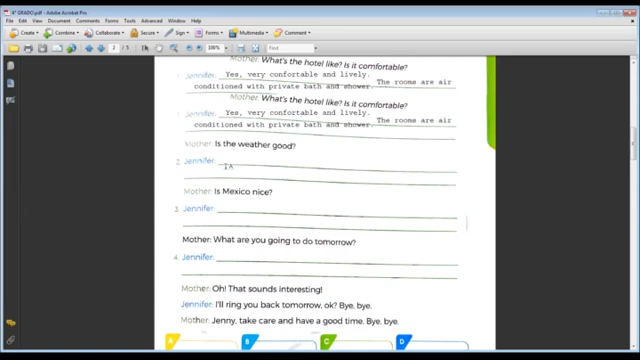 4° GRADO.pdf - Adobe Acrobat Pro
File Edit View Document Comments Forms Tools Advanced Window Help
Create Combine Collaborate Secure Sign Forms Multimedia Comment
2 / 5 100% Find
Mother: What's the hotel like? Is it comfortable?
1 Jennifer: Yes, very confortable and lively. The rooms are air
conditioned with private bath and shower.
Mother: What's the hotel like? Is it comfortable?
1 Jennifer: Yes, very confortable and lively. The rooms are air
conditioned with private bath and shower.
Mother: Is the weather good?
2. Jennifer:
Mother: Is Mexico nice?
3. Jennifer:
Mother: What are you going to do tomorrow?
4. Jennifer:
Mother: Oh! That sounds interesting!
Jennifer: I'll ring you back tomorrow, ok? Bye, bye.
Mother: Jenny, take care and have a good time. Bye, bye.
A B C D